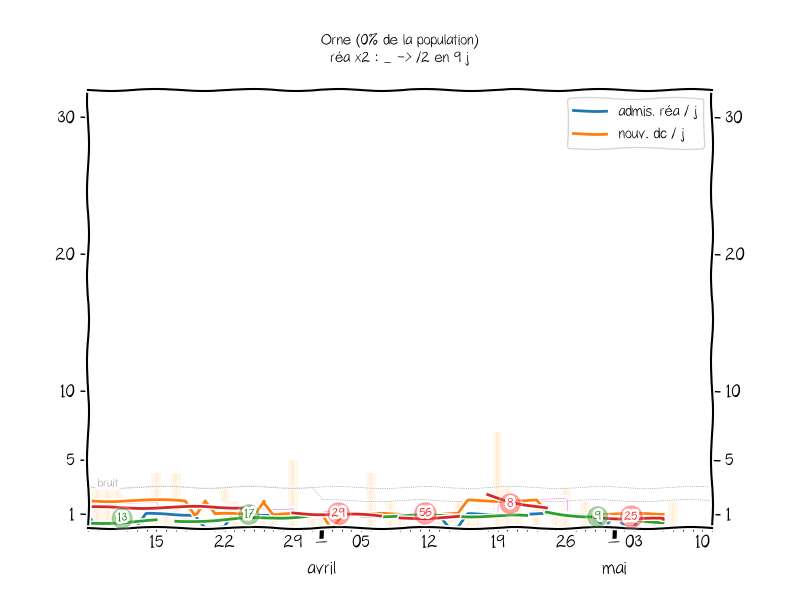 Orne (0% de la population)
réa x2 : _ -> /2 en 9 j
admis. réa / j
nouv. dc / j
30 30
20 20
10 10
5 5
1 1
bruit
13 17 29 56 8 9 25
15 22 29 _ 05 12 19 26 _ 03 10
avril mai